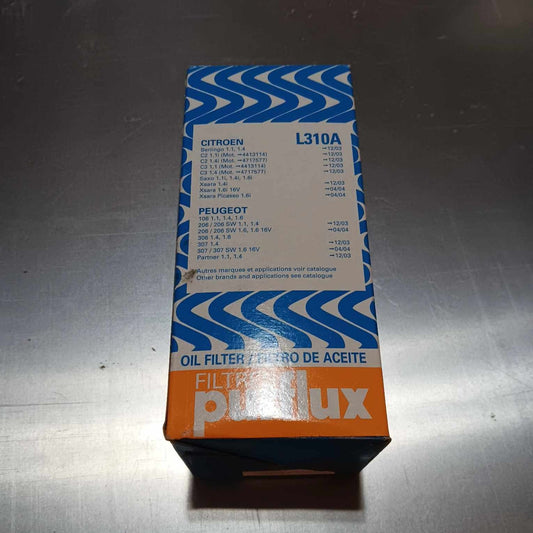 CITROEN L310A
Berlingo 1.1, 1.4 →12/03
C2 1.1i (Mot. →4413114) →12/03
C2 1.4i (Mot. →4717577) →12/03
C3 1.1 (Mot. →4413114) →12/03
C3 1.4 (Mot. →4717577) →12/03
Saxo 1.1i, 1.4i, 1.6i
Xsara 1.4i →12/03
Xsara 1.6i 16V →04/04
Xsara Picasso 1.6i →04/04
PEUGEOT
106 1.1, 1.4, 1.6
206 / 206 SW 1.1, 1.4 →12/03
206 / 206 SW 1.6, 1.6 16V →04/04
306 1.4, 1.6
307 1.4 →12/03
307 / 307 SW 1.6 16V →04/04
Partner 1.1, 1.4 →12/03
Autres marques et applications voir catalogue
Other brands and applications see catalogue
OIL FILTER / FILTRO DE ACEITE
purflux